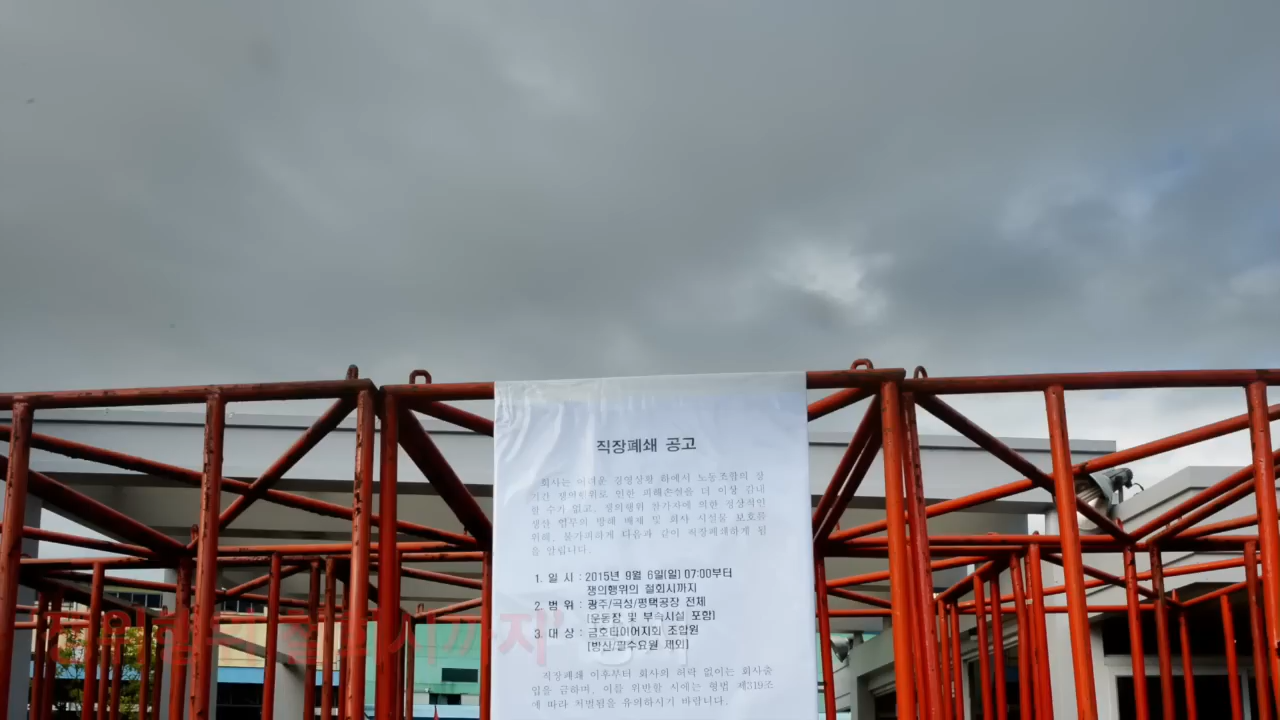 직장폐쇄 공고
회사는 어려운 경영상황 하에서 노동조합의 장
기간 쟁의행위로 인한 피해손실을 더 이상 감내
할 수가 없고, 쟁의행위 참가자에 의한 정상적인
생산 업무의 방해 배제 및 회사 시설물 보호를
위해, 불가피하게 다음과 같이 직장폐쇄하게 됨
을 알립니다.
1. 일 시 : 2015년 9월 6일(일) 07:00부터
쟁의행위의 철회시까지
2. 범 위 : 광주/곡성/평택공장 전체
[운동장 및 부속시설 포함]
3. 대 상 : 금호타이어지회 조합원
[방산/필수요원 제외]
직장폐쇄 이후부터 회사의 허락 없이는 회사출
입을 금하며, 이를 위반할 시에는 형법 제319조
에 따라 처벌됨을 유의하시기 바랍니다.
시까지'